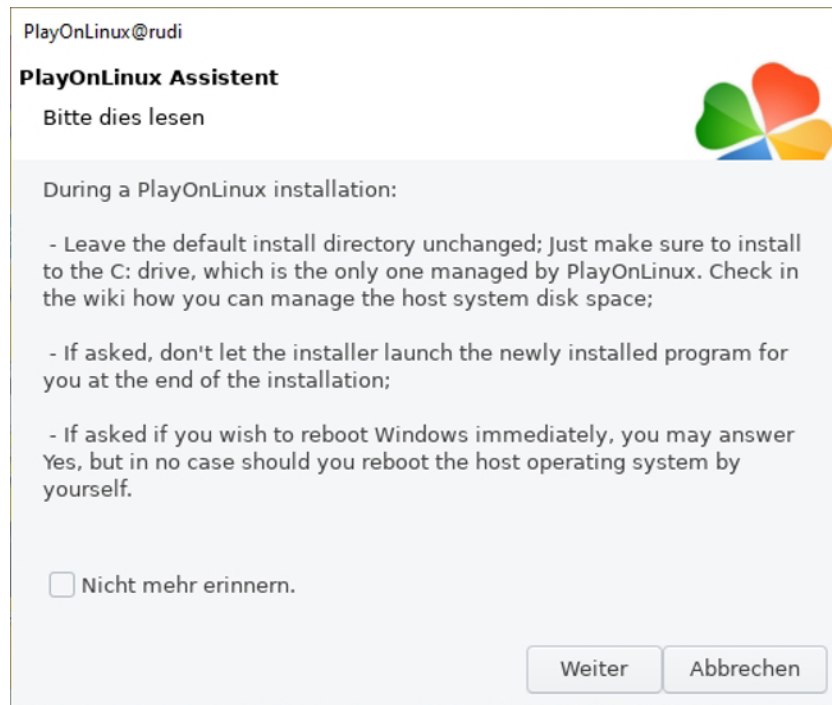 PlayOnLinux@rudi
PlayOnLinux Assistent
Bitte dies lesen
During a PlayOnLinux installation:
- Leave the default install directory unchanged; Just make sure to install
to the C: drive, which is the only one managed by PlayOnLinux. Check in
the wiki how you can manage the host system disk space;
- If asked, don't let the installer launch the newly installed program for
you at the end of the installation;
- If asked if you wish to reboot Windows immediately, you may answer
Yes, but in no case should you reboot the host operating system by
yourself.
Nicht mehr erinnern.
Weiter Abbrechen